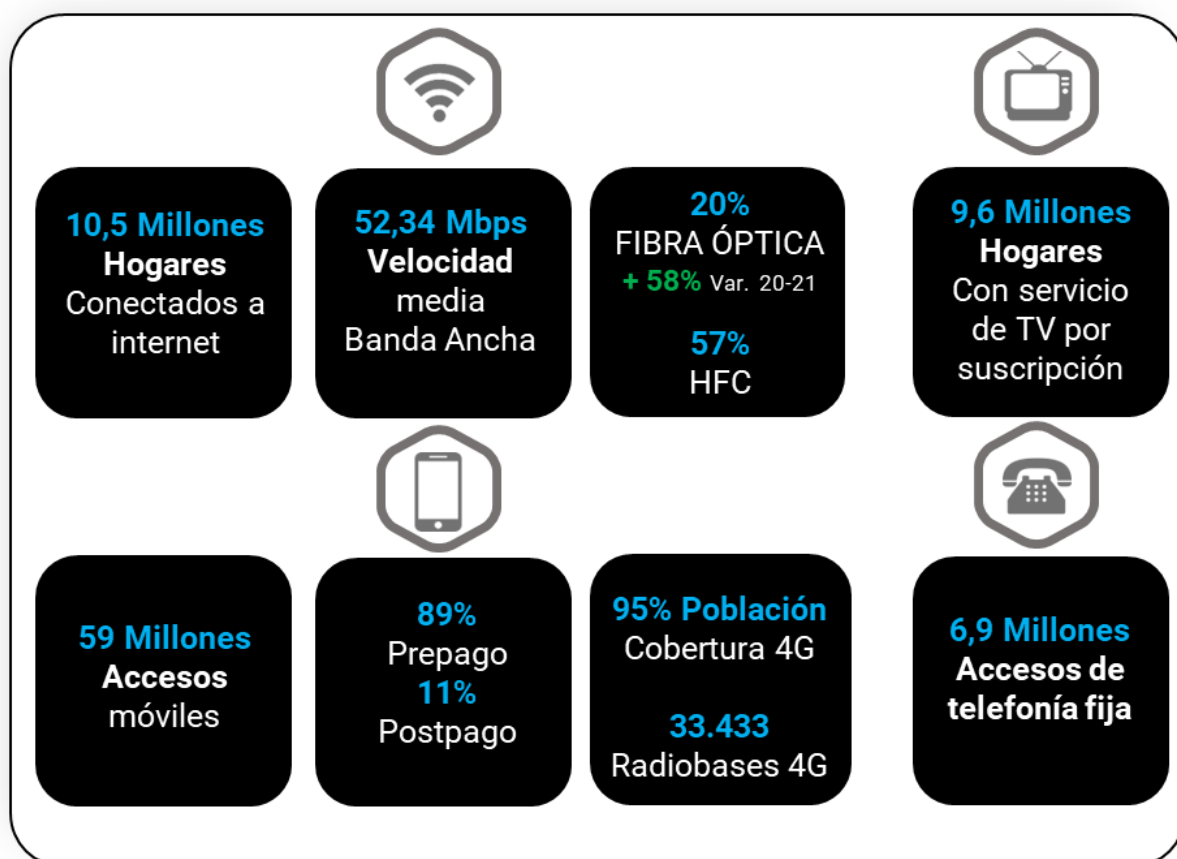 10,5 Millones
Hogares
Conectados a
internet
52,34 Mbps
Velocidad
media
Banda Ancha
20%
FIBRA ÓPTICA
+ 58% Var. 20-21
57%
HFC
9,6 Millones
Hogares
Con servicio
de TV por
suscripción
59 Millones
Accesos
móviles
89%
Prepago
11%
Postpago
95% Población
Cobertura 4G
33.433
Radiobases 4G
6,9 Millones
Accesos de
telefonía fija